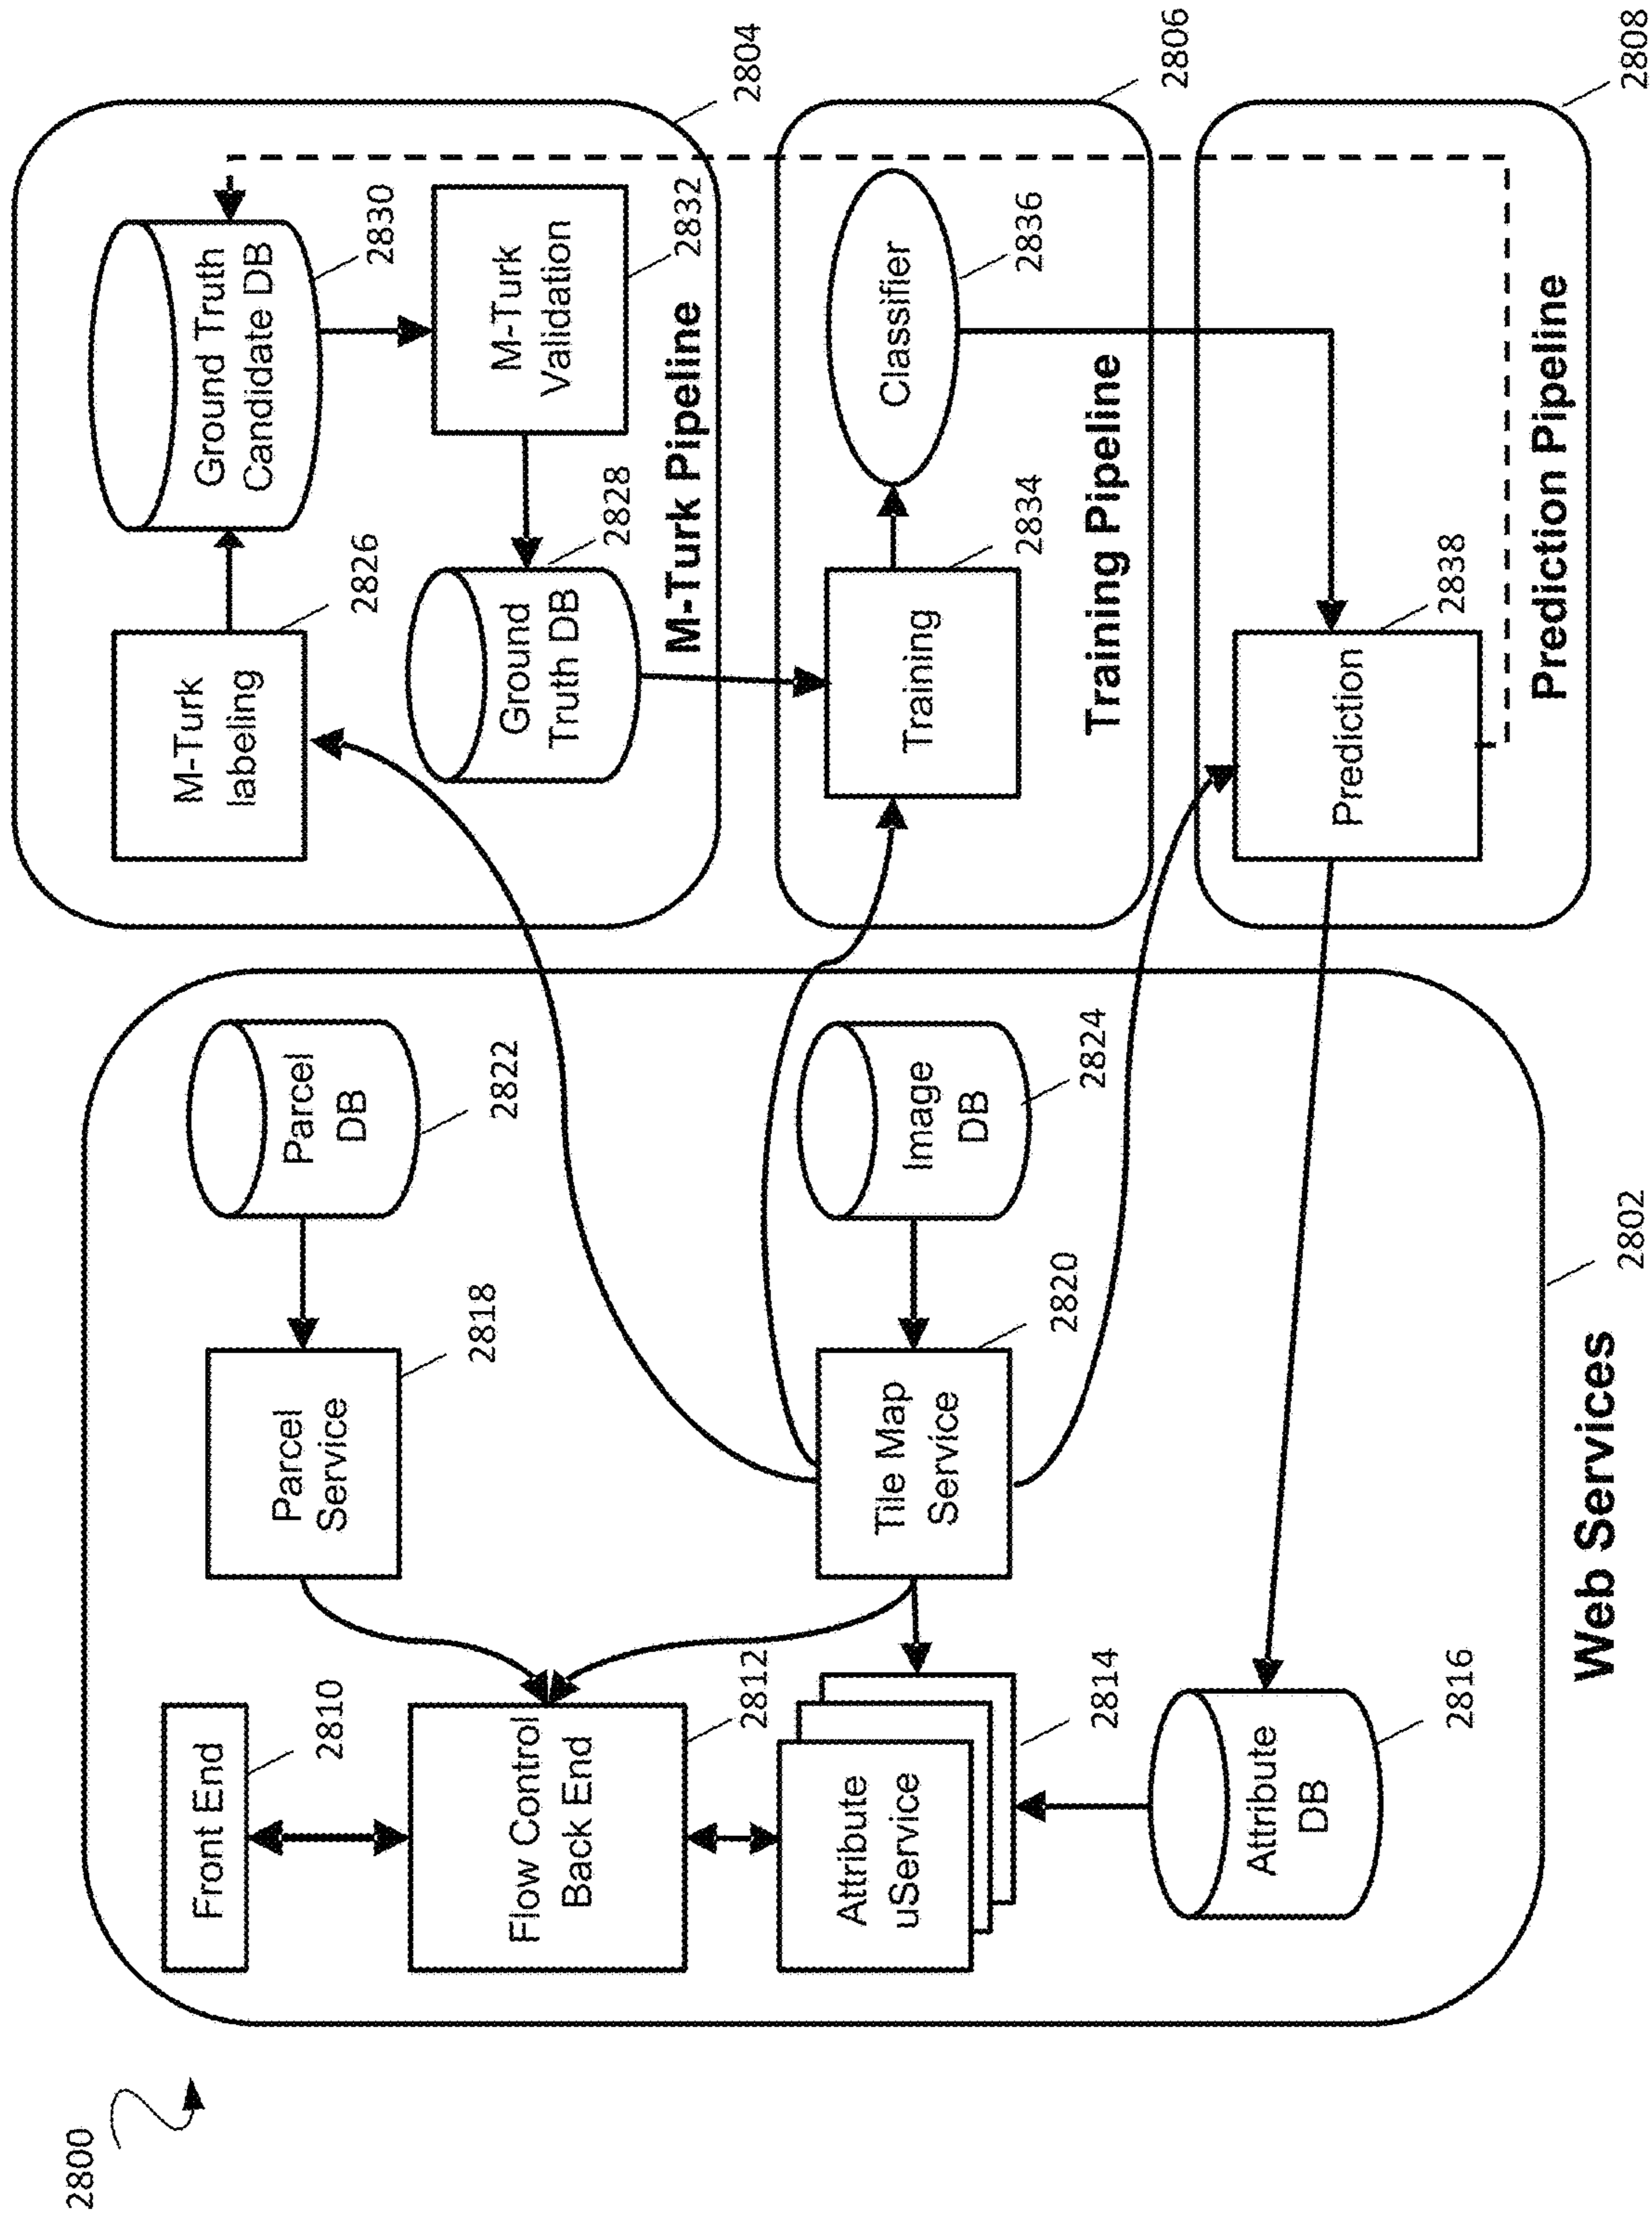 2800
Front End
2810
Flow Control
Back End
2812
Attribute
uService
2814
Attribute
DB
2816
Parcel
Service
2818
Tile Map
Service
2820
Parcel
DB
2822
Image
DB
2824
Web Services
2802
M-Turk
labeling
2826
Ground Truth
Candidate DB
2830
Ground
Truth DB
2828
M-Turk
Validation
2832
M-Turk Pipeline
2804
Training
2834
Classifier
2836
Training Pipeline
2806
Prediction
2838
Prediction Pipeline
2808